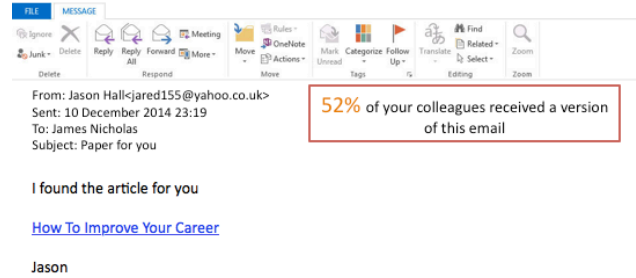 FILE MESSAGE
Ignore Meeting Rules OneNote Find Related
Junk Delete Reply Reply All Forward More Move Actions Mark Unread Categorize Follow Up Translate Select Zoom
Delete Respond Move Tags Editing Zoom
From: Jason Hall<jared155@yahoo.co.uk>
Sent: 10 December 2014 23:19
To: James Nicholas
Subject: Paper for you
52% of your colleagues received a version
of this email
I found the article for you
How To Improve Your Career
Jason